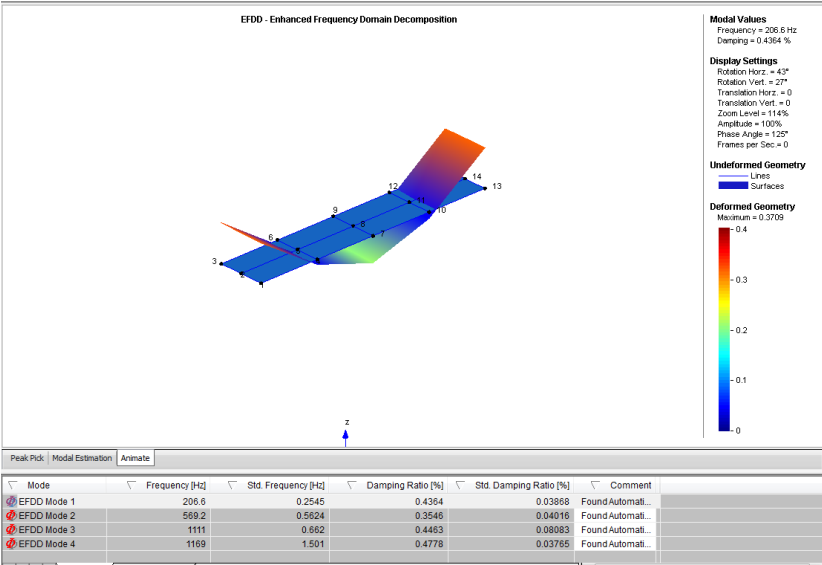 EFDD - Enhanced Frequency Domain Decomposition
Modal Values
Frequency = 206.6 Hz
Damping = 0.4364 %
Display Settings
Rotation Horz. = 43°
Rotation Vert. = 27°
Translation Horz. = 0
Translation Vert. = 0
Zoom Level = 114%
Amplitude = 100%
Phase Angle = 125°
Frames per Sec.= 0
Undeformed Geometry
Lines
Surfaces
Deformed Geometry
Maximum = 0.3709
0.4
0.3
0.2
0.1
0
12
14
13
11
10
9
8
7
6
5
3
2
1
z
Peak Pick Modal Estimation Animate
Mode Frequency [Hz] Std. Frequency [Hz] Damping Ratio [%] Std. Damping Ratio [%] Comment
EFDD Mode 1 206.6 0.2545 0.4364 0.03868 Found Automati...
EFDD Mode 2 569.2 0.5624 0.3546 0.04016 Found Automati...
EFDD Mode 3 1111 0.662 0.4463 0.08083 Found Automati...
EFDD Mode 4 1169 1.501 0.4778 0.03765 Found Automati...